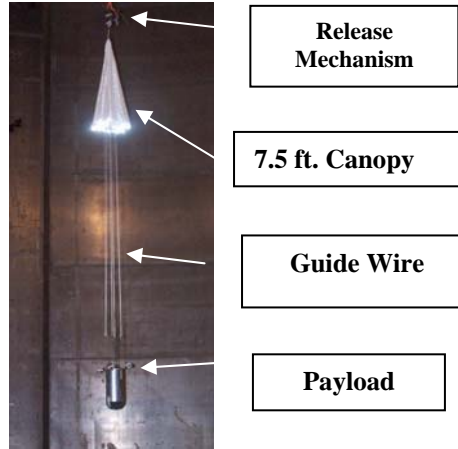 Release
Mechanism
7.5 ft. Canopy
Guide Wire
Payload